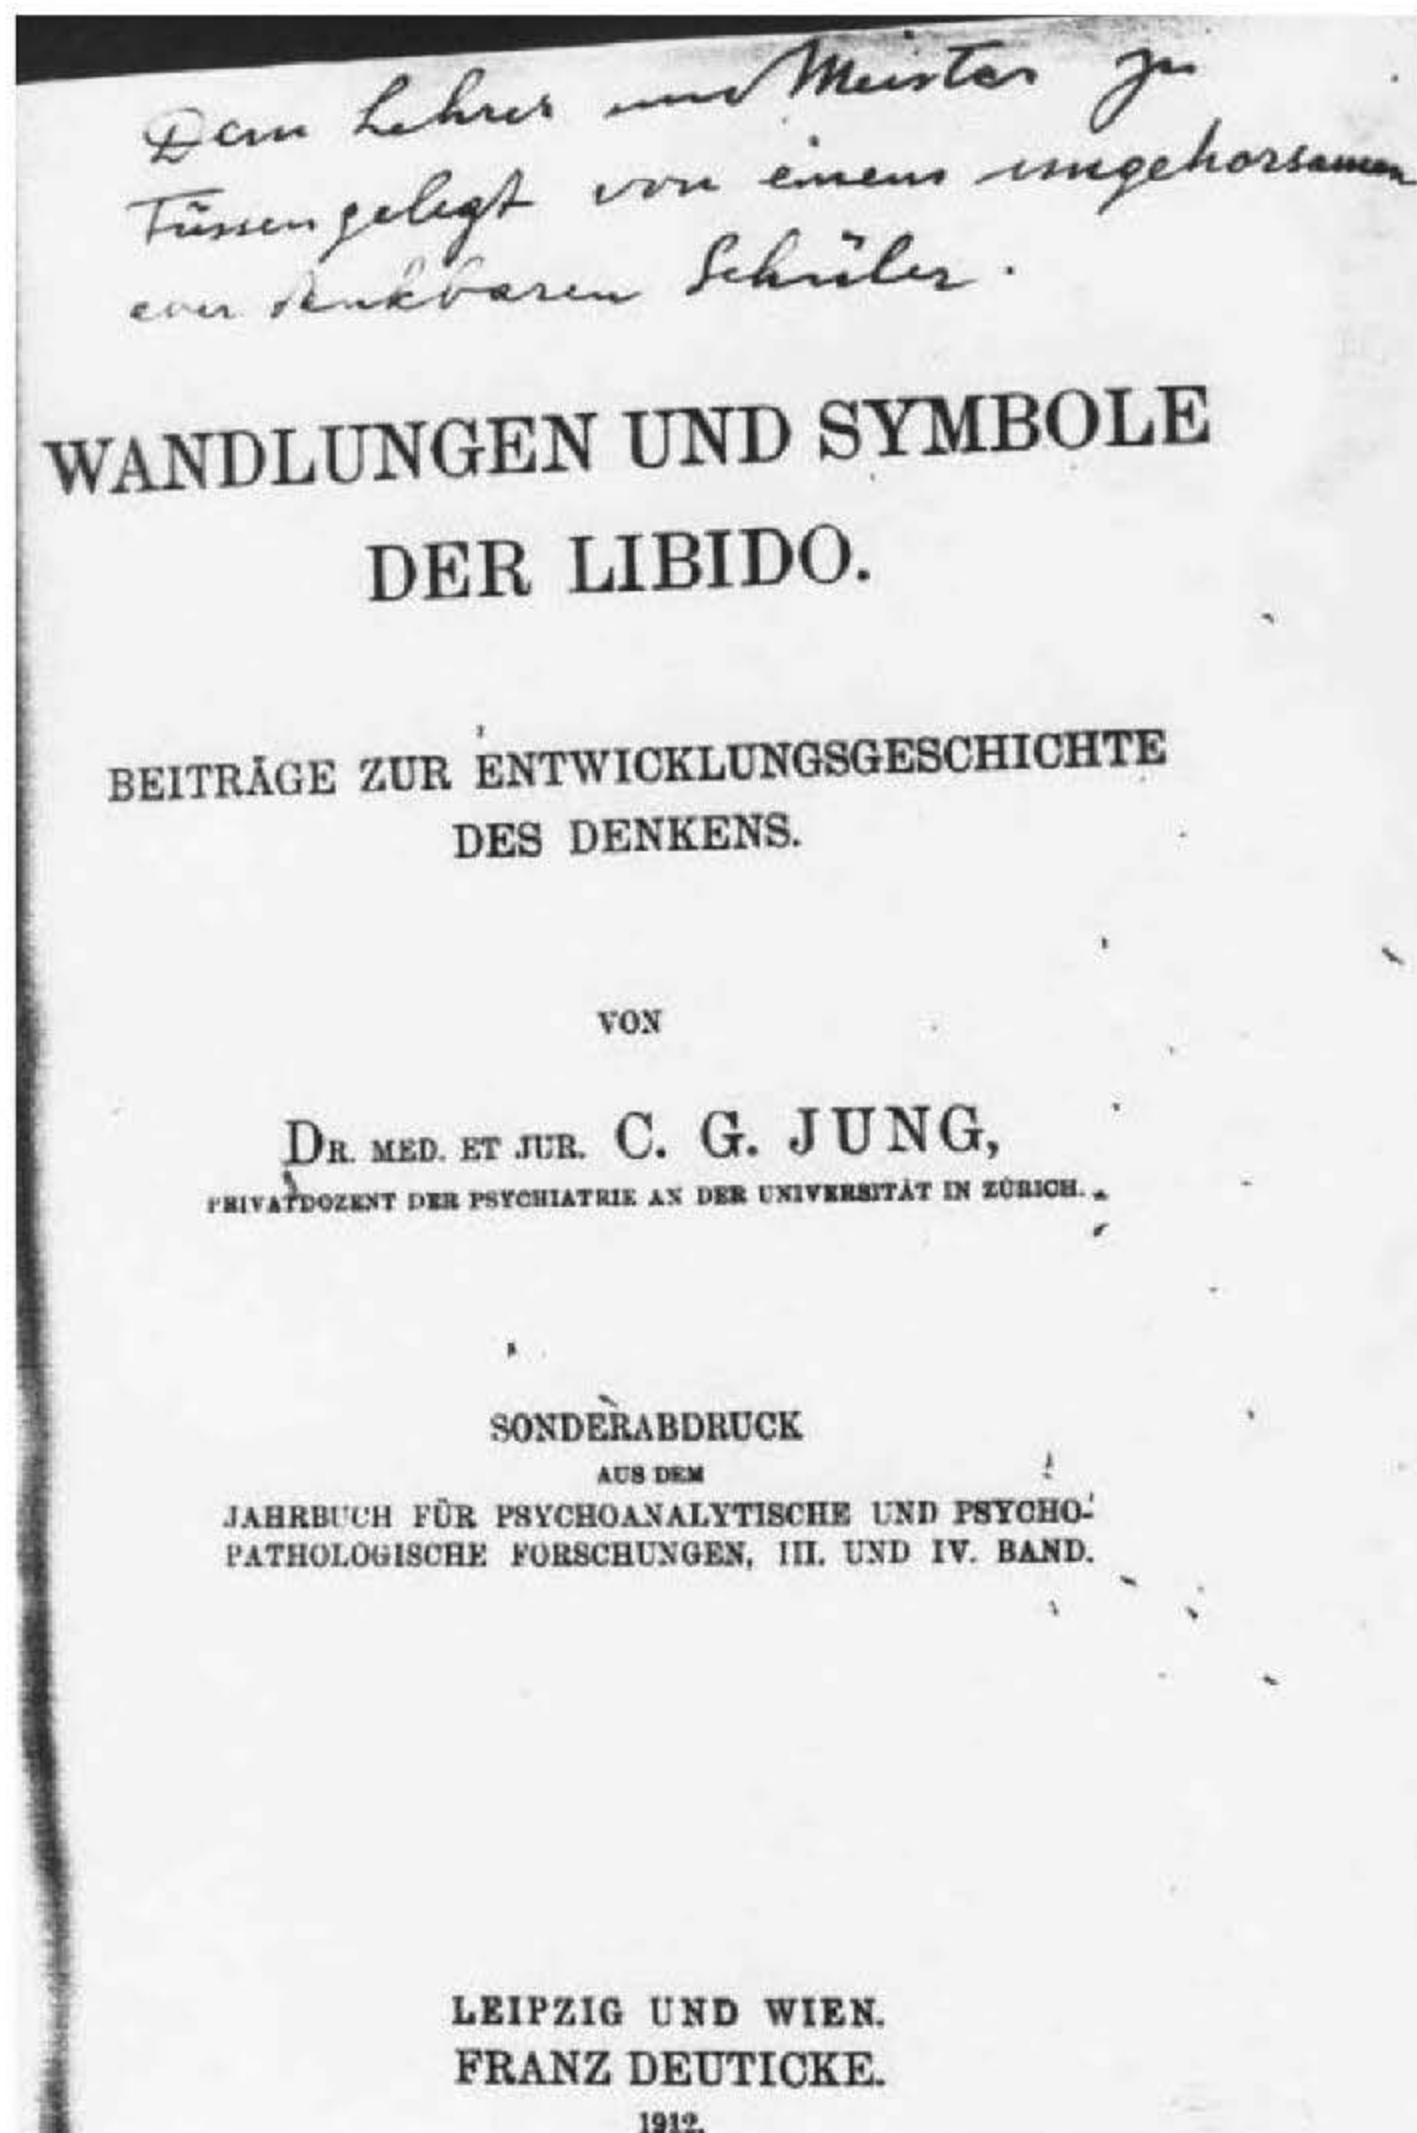 Dem Lehrer und Meister zu
Füssen gelegt von einem ungehorsamen
aber dankbaren Schüler.
WANDLUNGEN UND SYMBOLE
DER LIBIDO.
BEITRÄGE ZUR ENTWICKLUNGSGESCHICHTE
DES DENKENS.
VON
DR. MED. ET JUR. C. G. JUNG,
PRIVATDOZENT DER PSYCHIATRIE AN DER UNIVERSITÄT IN ZÜRICH.
SONDERABDRUCK
AUS DEM
JAHRBUCH FÜR PSYCHOANALYTISCHE UND PSYCHO-
PATHOLOGISCHE FORSCHUNGEN, III. UND IV. BAND.
LEIPZIG UND WIEN.
FRANZ DEUTICKE.
1912.